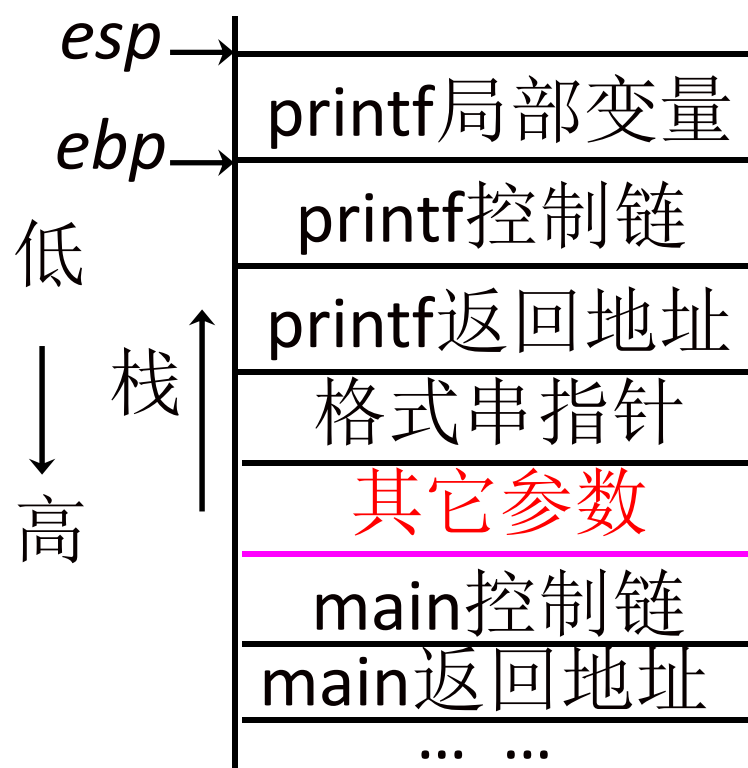 esp
printf局部变量
ebp
printf控制链
低
printf返回地址
栈
格式串指针
其它参数
高
main控制链
main返回地址
... ...